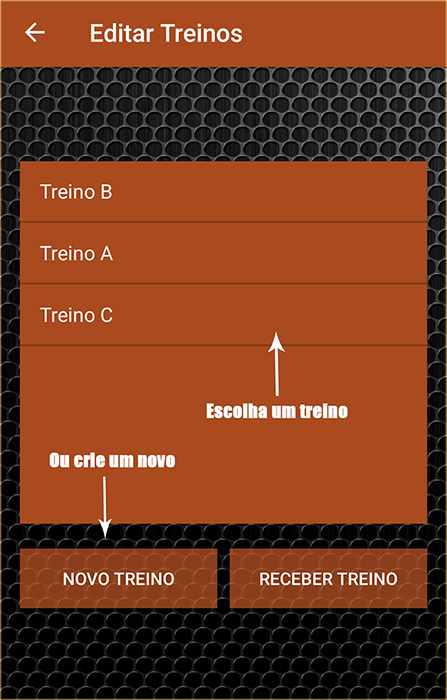 Editar Treinos
Treino B
Treino A
Treino C
Escolha um treino
Ou crie um novo
NOVO TREINO
RECEBER TREINO